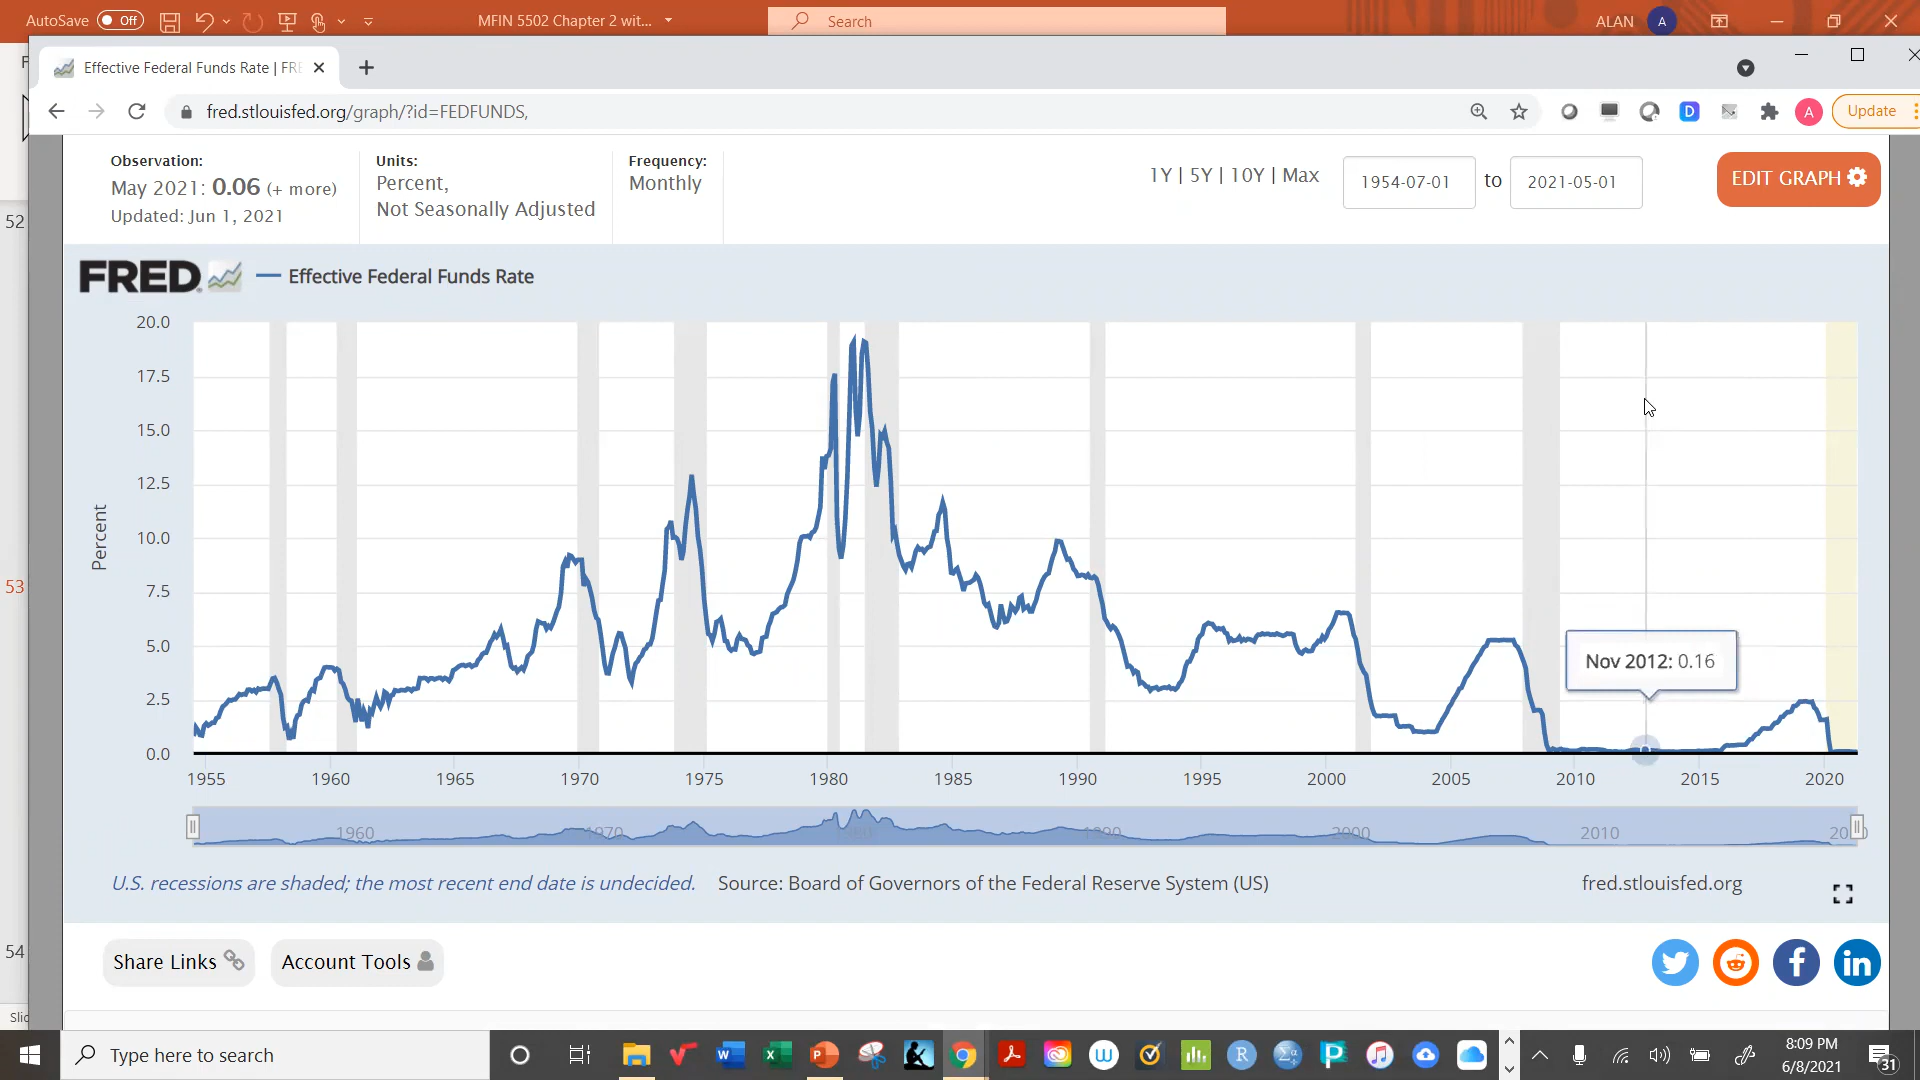 AutoSave Off MFIN 5502 Chapter 2 wit... Search ALAN A
Effective Federal Funds Rate | FRE
fred.stlouisfed.org/graph/?id=FEDFUNDS, D A Update
Observation:
May 2021: 0.06 (+ more)
Updated: Jun 1, 2021
Units:
Percent,
Not Seasonally Adjusted
Frequency:
Monthly
1Y | 5Y | 10Y | Max 1954-07-01 to 2021-05-01
EDIT GRAPH
52
53
54
FRED Effective Federal Funds Rate
Percent
20.0
17.5
15.0
12.5
10.0
7.5
5.0
2.5
0.0
Nov 2012: 0.16
1955 1960 1965 1970 1975 1980 1985 1990 1995 2000 2005 2010 2015 2020
1960 1970 1990 2000 2010
U.S. recessions are shaded; the most recent end date is undecided. Source: Board of Governors of the Federal Reserve System (US) fred.stlouisfed.org
Share Links Account Tools
Slic
Type here to search
8:09 PM
6/8/2021
31